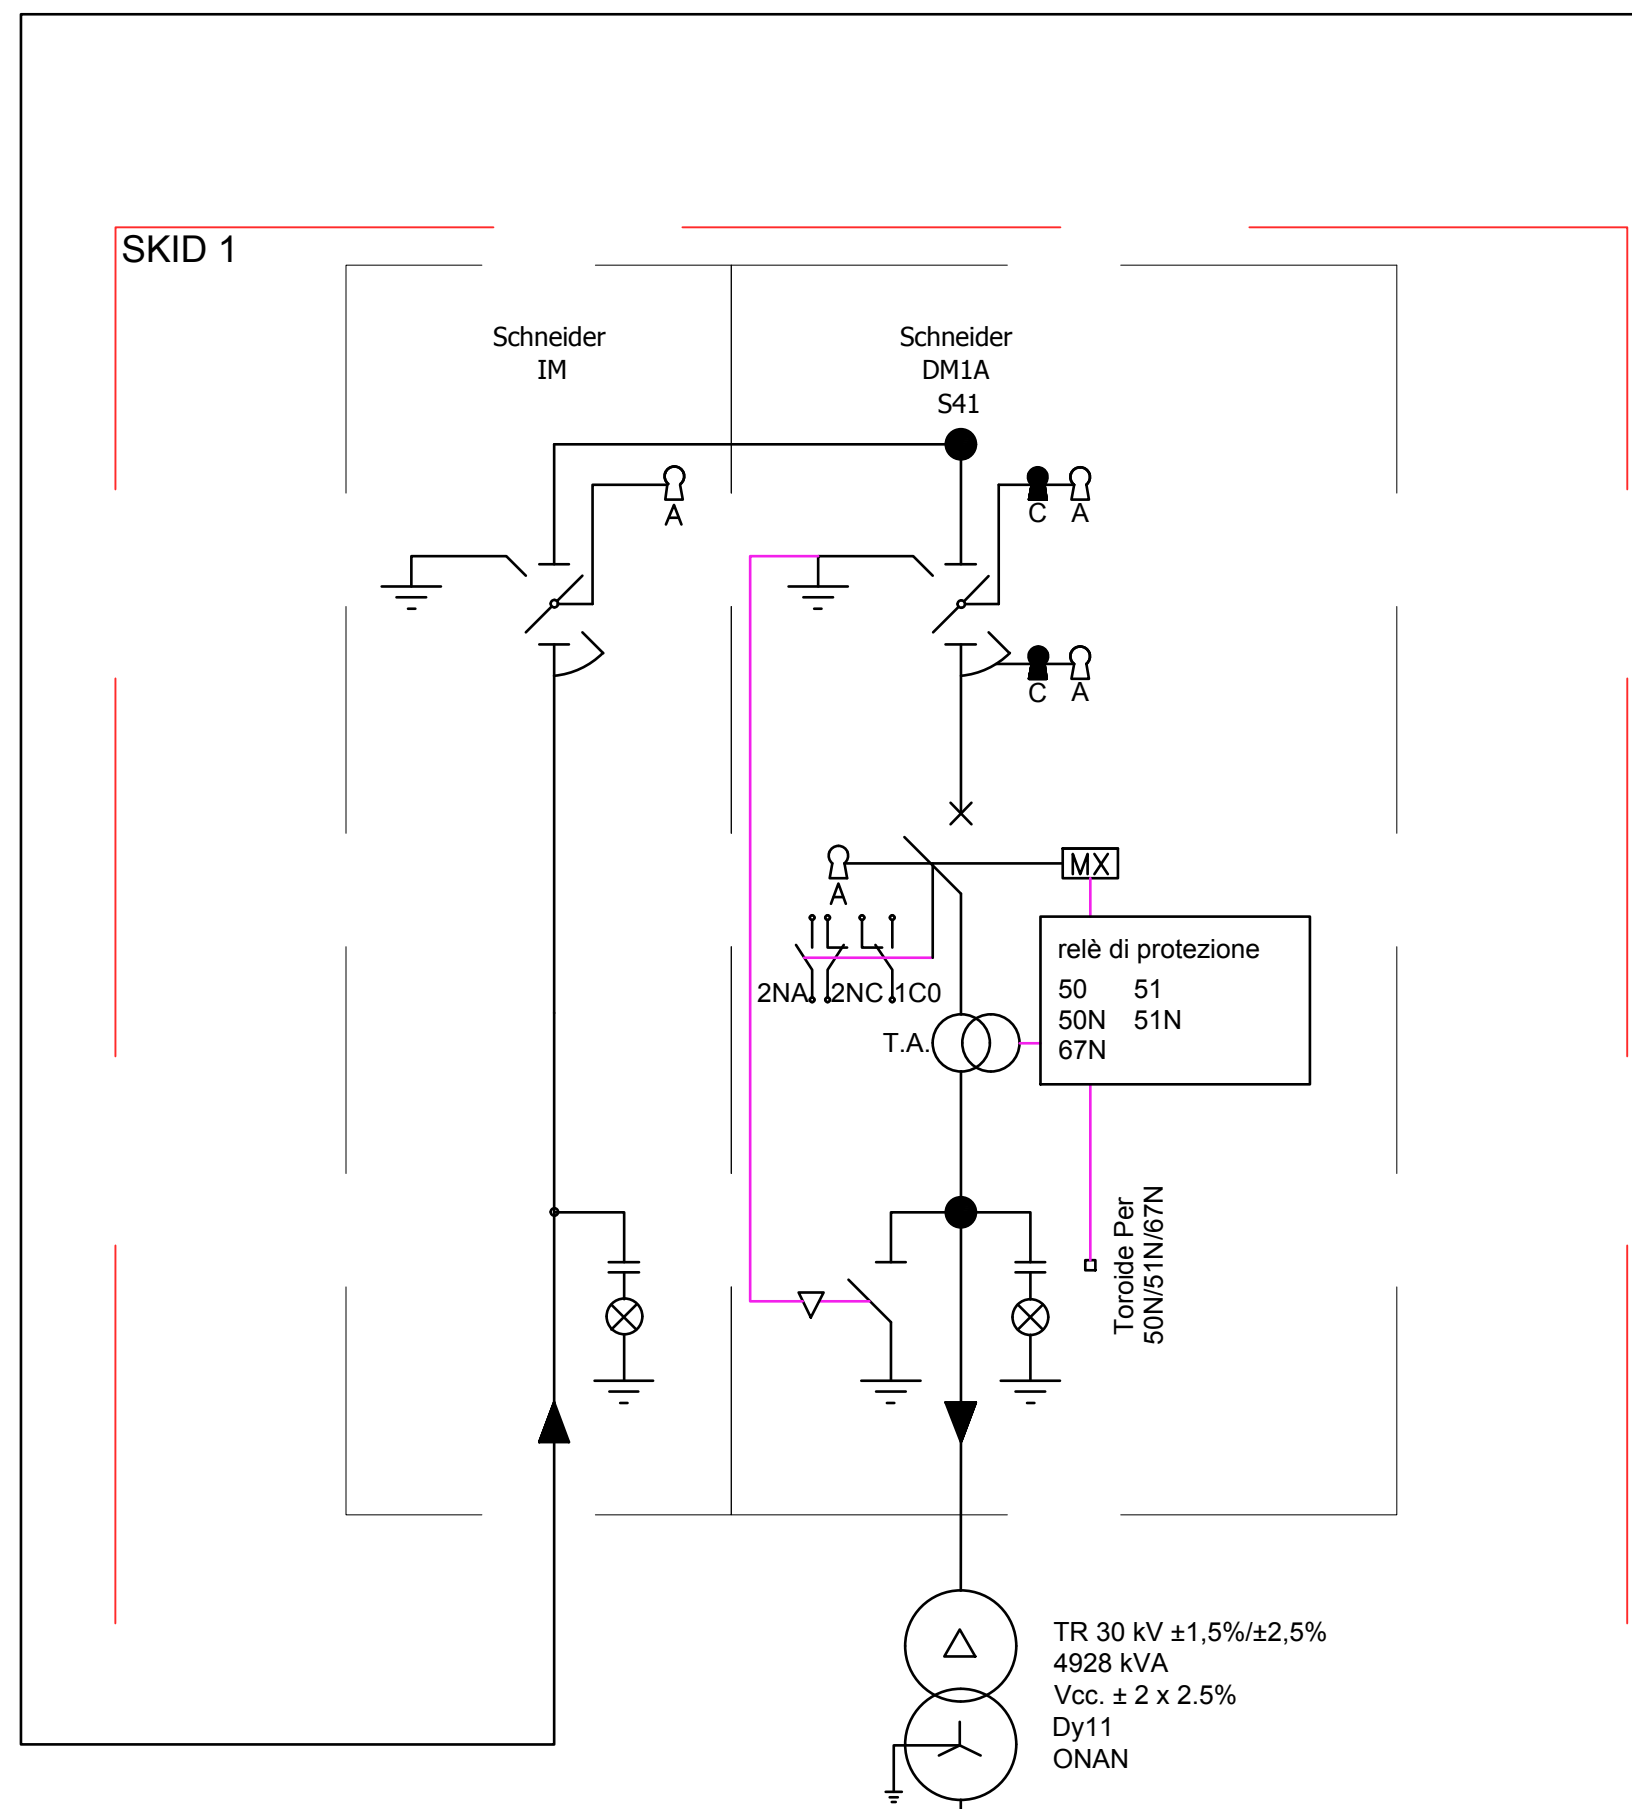 SKID 1
Schneider
IM
Schneider
DM1A
S41
A
C A
C A
A
MX
relè di protezione
50 51
50N 51N
67N
2NA 2NC 1C0
T.A.
Toroide Per
50N/51N/67N
TR 30 kV ±1,5%/±2,5%
4928 kVA
Vcc. ± 2 x 2.5%
Dy11
ONAN